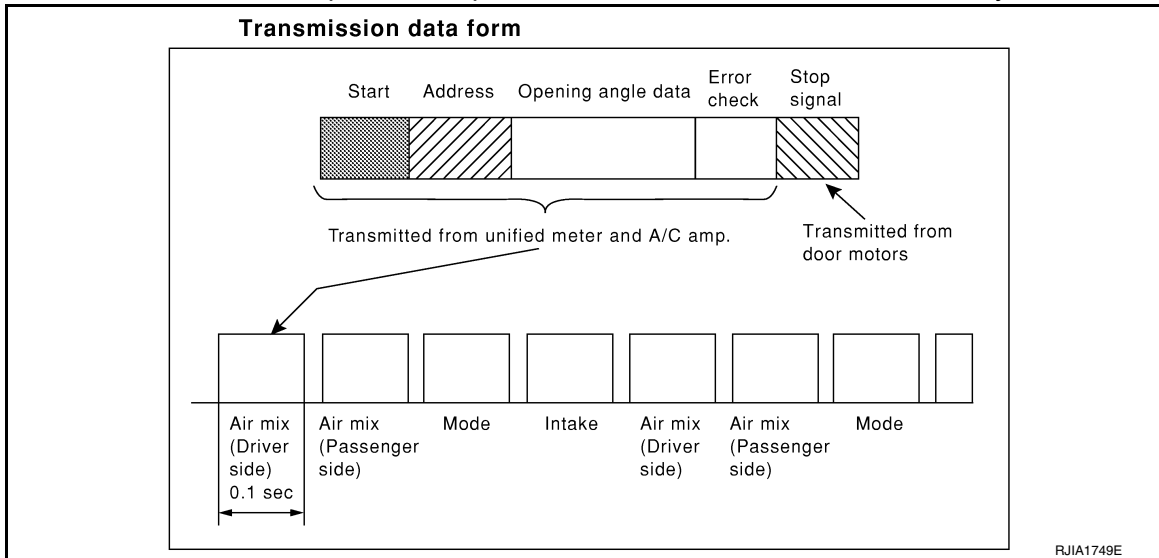 Transmission data form
Start
Address
Opening angle data
Error
check
Stop
signal
Transmitted from unified meter and A/C amp.
Transmitted from
door motors
Air mix
(Driver
side)
0.1 sec
Air mix
(Passenger
side)
Mode
Intake
Air mix
(Driver
side)
Air mix
(Passenger
side)
Mode
RJIA1749E